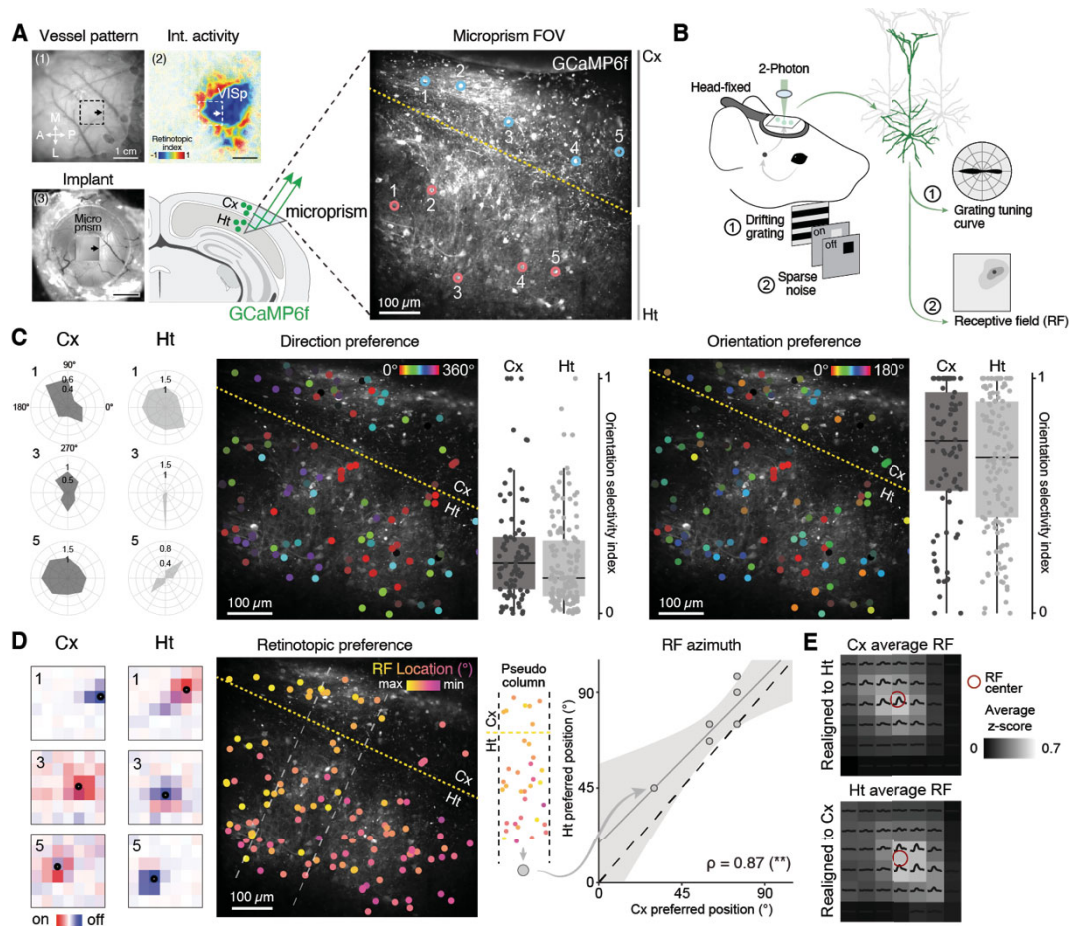 A
Vessel pattern
Int. activity
Microprism FOV
(1)
M
A
P
L
1 cm
(2)
VISp
Retinotopic
index
-1
1
GCaMP6f
Cx
1
2
3
4
5
1
2
3
4
5
100 µm
Ht
Implant
(3)
Micro
prism
Cx
Ht
microprism
GCaMP6f
B
2-Photon
Head-fixed
1
Drifting
grating
on
off
2
Sparse
noise
1
Grating tuning
curve
2
Receptive field (RF)
C
Cx
Ht
1
90°
0.6
0.4
180°
0°
270°
1
1.5
1
3
1
0.5
3
1.5
1
5
1.5
5
0.8
0.4
Direction preference
0°
360°
Cx
Ht
100 µm
Cx
Ht
1
Orientation selectivity index
0
Orientation preference
0°
180°
Cx
Ht
100 µm
Cx
Ht
1
Orientation selectivity index
0
D
Cx
Ht
1
1
3
3
5
5
on
off
Retinotopic preference
RF Location (°)
max
min
Cx
Ht
100 µm
Pseudo
column
Cx
Ht
RF azimuth
Ht preferred position (°)
90
45
0
0
45
90
Cx preferred position (°)
ρ = 0.87 (**)
E
Cx average RF
Realigned to Ht
RF
center
Average
z-score
0
0.7
Ht average RF
Realigned to Cx